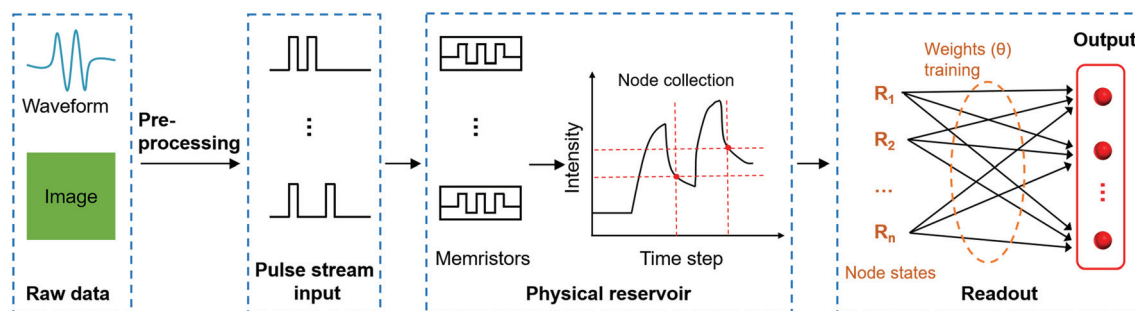 Waveform
Image
Raw data
Pre-
processing
...
Pulse stream
input
...
Memristors
Node collection
Intensity
Time step
Physical reservoir
Weights (θ)
training
R1
R2
...
Rn
Node states
Output
...
Readout